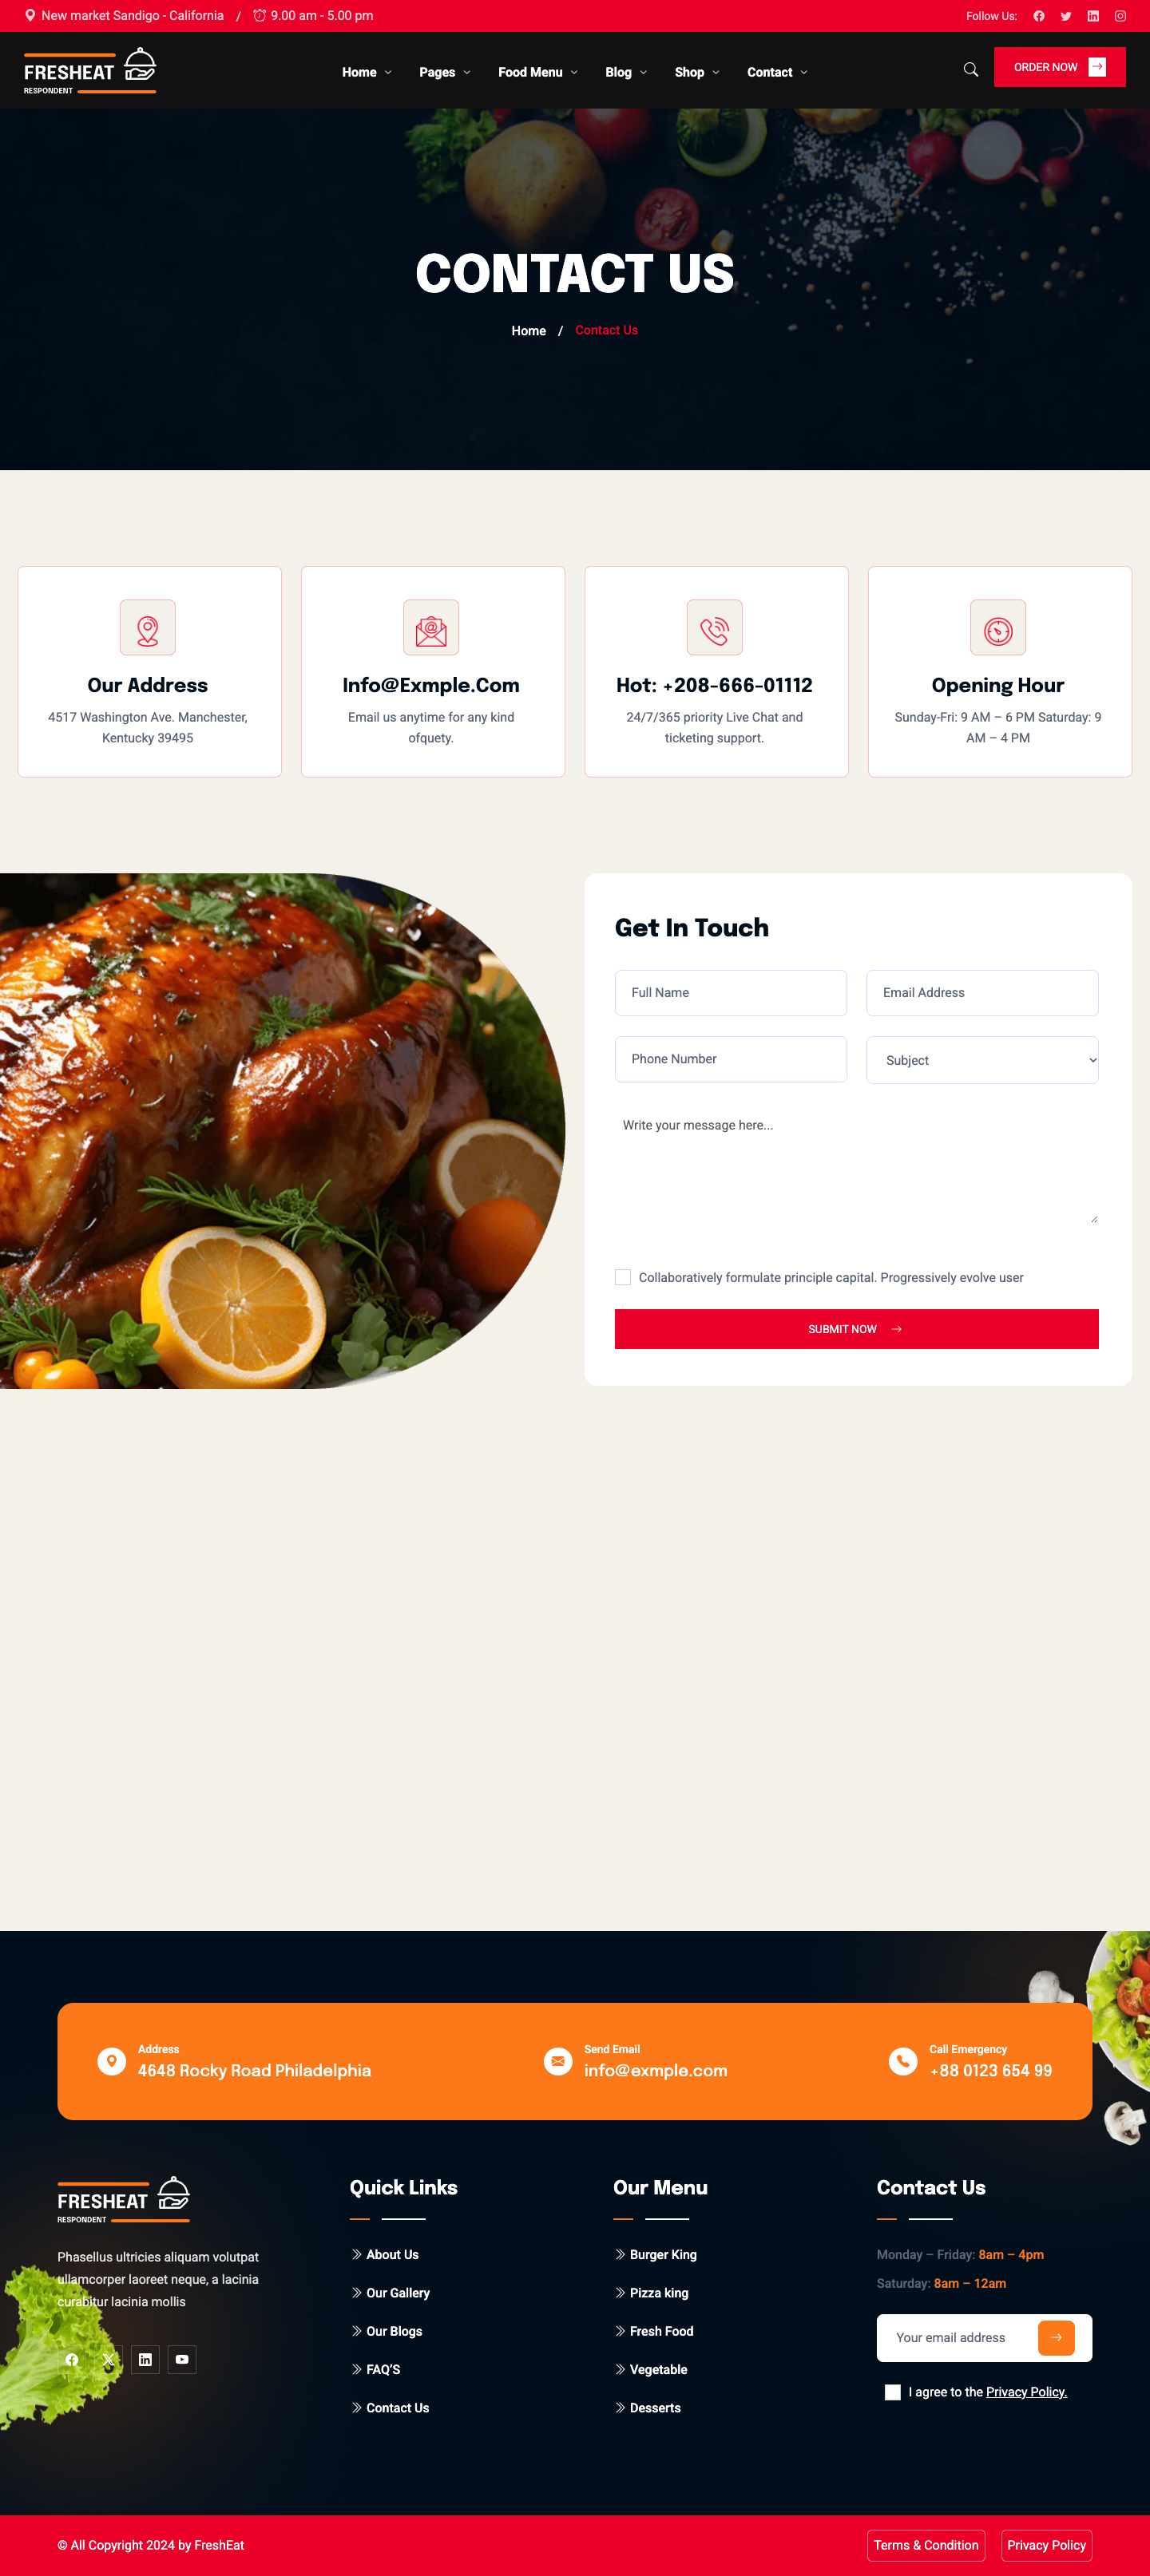 New market Sandigo - California / 9.00 am - 5.00 pm
Follow Us:
FRESHEAT
RESPONDENT
Home
Pages
Food Menu
Blog
Shop
Contact
ORDER NOW
CONTACT US
Home / Contact Us
Our Address
4517 Washington Ave. Manchester,
Kentucky 39495
Info@Exmple.Com
Email us anytime for any kind
ofquety.
Hot: +208-666-01112
24/7/365 priority Live Chat and
ticketing support.
Opening Hour
Sunday-Fri: 9 AM – 6 PM Saturday: 9
AM – 4 PM
Get In Touch
Full Name
Email Address
Phone Number
Subject
Write your message here...
Collaboratively formulate principle capital. Progressively evolve user
SUBMIT NOW
Address
4648 Rocky Road Philadelphia
Send Email
info@exmple.com
Call Emergency
+88 0123 654 99
FRESHEAT
RESPONDENT
Phasellus ultricies aliquam volutpat
ullamcorper laoreet neque, a lacinia
curabitur lacinia mollis
Quick Links
About Us
Our Gallery
Our Blogs
FAQ'S
Contact Us
Our Menu
Burger King
Pizza king
Fresh Food
Vegetable
Desserts
Contact Us
Monday – Friday: 8am – 4pm
Saturday: 8am – 12am
Your email address
I agree to the Privacy Policy.
© All Copyright 2024 by FreshEat
Terms & Condition
Privacy Policy